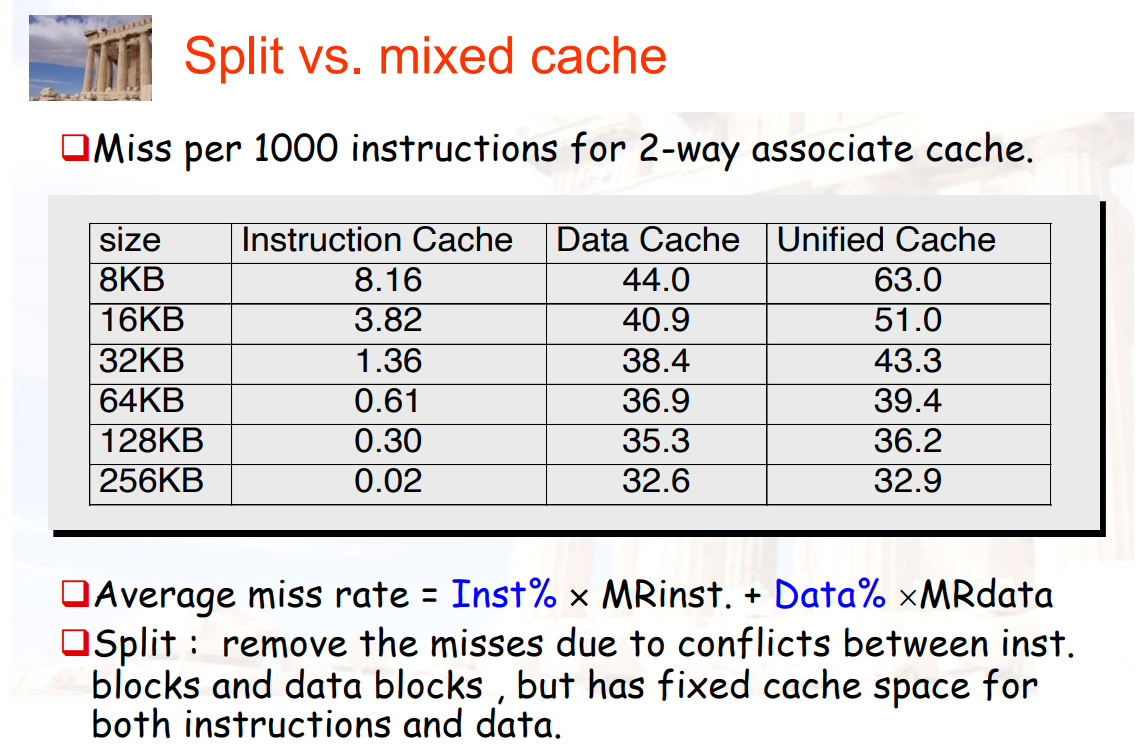 Split vs. mixed cache
❑Miss per 1000 instructions for 2-way associate cache.
size Instruction Cache Data Cache Unified Cache
8KB 8.16 44.0 63.0
16KB 3.82 40.9 51.0
32KB 1.36 38.4 43.3
64KB 0.61 36.9 39.4
128KB 0.30 35.3 36.2
256KB 0.02 32.6 32.9
❑Average miss rate = Inst% × MRinst. + Data% ×MRdata
❑Split : remove the misses due to conflicts between inst.
blocks and data blocks , but has fixed cache space for
both instructions and data.